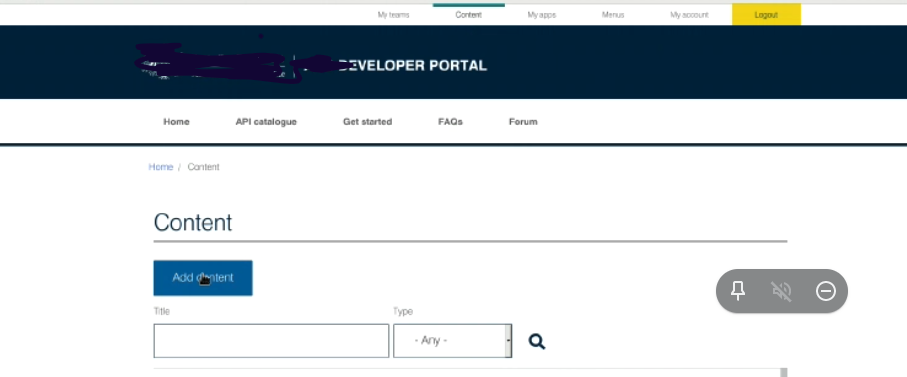 My teams Content My apps Menus My account Logout
DEVELOPER PORTAL
Home API catalogue Get started FAQs Forum
Home / Content
Content
Add content
Title Type
- Any -